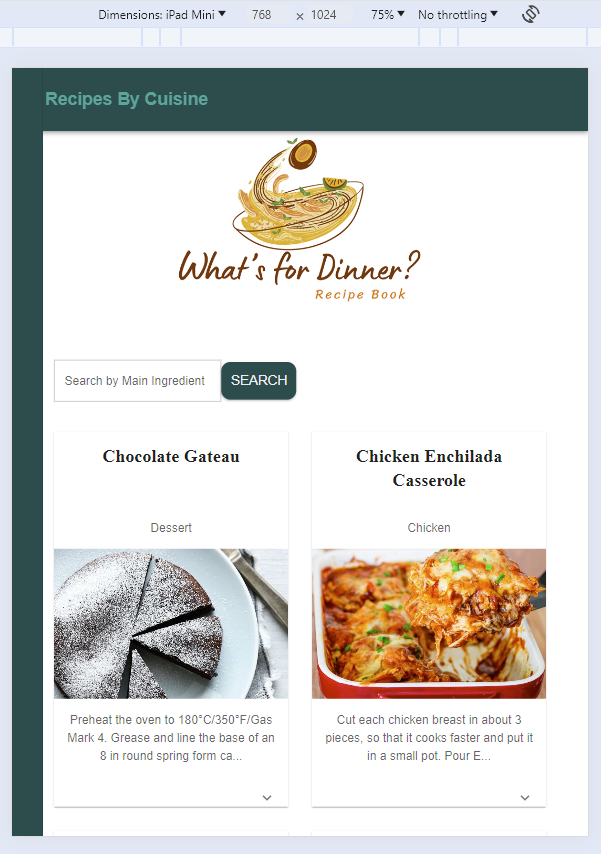 Dimensions: iPad Mini ▼ 768 × 1024 75% ▼ No throttling ▼
Recipes By Cuisine
What's for Dinner?
Recipe Book
Search by Main Ingredient SEARCH
Chocolate Gateau
Dessert
Preheat the oven to 180°C/350°F/Gas
Mark 4. Grease and line the base of an
8 in round spring form ca...
Chicken Enchilada
Casserole
Chicken
Cut each chicken breast in about 3
pieces, so that it cooks faster and put it
in a small pot. Pour E...